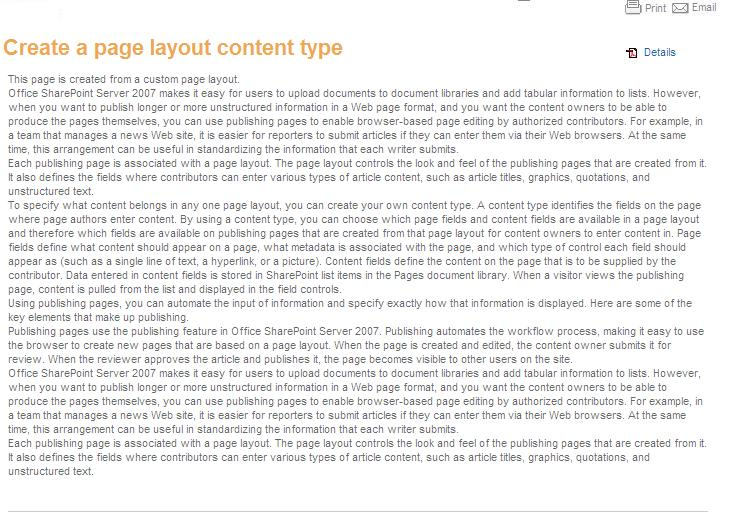 Print Email
Create a page layout content type
Details
This page is created from a custom page layout.
Office SharePoint Server 2007 makes it easy for users to upload documents to document libraries and add tabular information to lists. However,
when you want to publish longer or more unstructured information in a Web page format, and you want the content owners to be able to
produce the pages themselves, you can use publishing pages to enable browser-based page editing by authorized contributors. For example, in
a team that manages a news Web site, it is easier for reporters to submit articles if they can enter them via their Web browsers. At the same
time, this arrangement can be useful in standardizing the information that each writer submits.
Each publishing page is associated with a page layout. The page layout controls the look and feel of the publishing pages that are created from it.
It also defines the fields where contributors can enter various types of article content, such as article titles, graphics, quotations, and
unstructured text.
To specify what content belongs in any one page layout, you can create your own content type. A content type identifies the fields on the page
where page authors enter content. By using a content type, you can choose which page fields and content fields are available in a page layout
and therefore which fields are available on publishing pages that are created from that page layout for content owners to enter content in. Page
fields define what content should appear on a page, what metadata is associated with the page, and which type of control each field should
appear as (such as a single line of text, a hyperlink, or a picture). Content fields define the content on the page that is to be supplied by the
contributor. Data entered in content fields is stored in SharePoint list items in the Pages document library. When a visitor views the publishing
page, content is pulled from the list and displayed in the field controls.
Using publishing pages, you can automate the input of information and specify exactly how that information is displayed. Here are some of the
key elements that make up publishing.
Publishing pages use the publishing feature in Office SharePoint Server 2007. Publishing automates the workflow process, making it easy to use
the browser to create new pages that are based on a page layout. When the page is created and edited, the content owner submits it for
review. When the reviewer approves the article and publishes it, the page becomes visible to other users on the site.
Office SharePoint Server 2007 makes it easy for users to upload documents to document libraries and add tabular information to lists. However,
when you want to publish longer or more unstructured information in a Web page format, and you want the content owners to be able to
produce the pages themselves, you can use publishing pages to enable browser-based page editing by authorized contributors. For example, in
a team that manages a news Web site, it is easier for reporters to submit articles if they can enter them via their Web browsers. At the same
time, this arrangement can be useful in standardizing the information that each writer submits.
Each publishing page is associated with a page layout. The page layout controls the look and feel of the publishing pages that are created from it.
It also defines the fields where contributors can enter various types of article content, such as article titles, graphics, quotations, and
unstructured text.